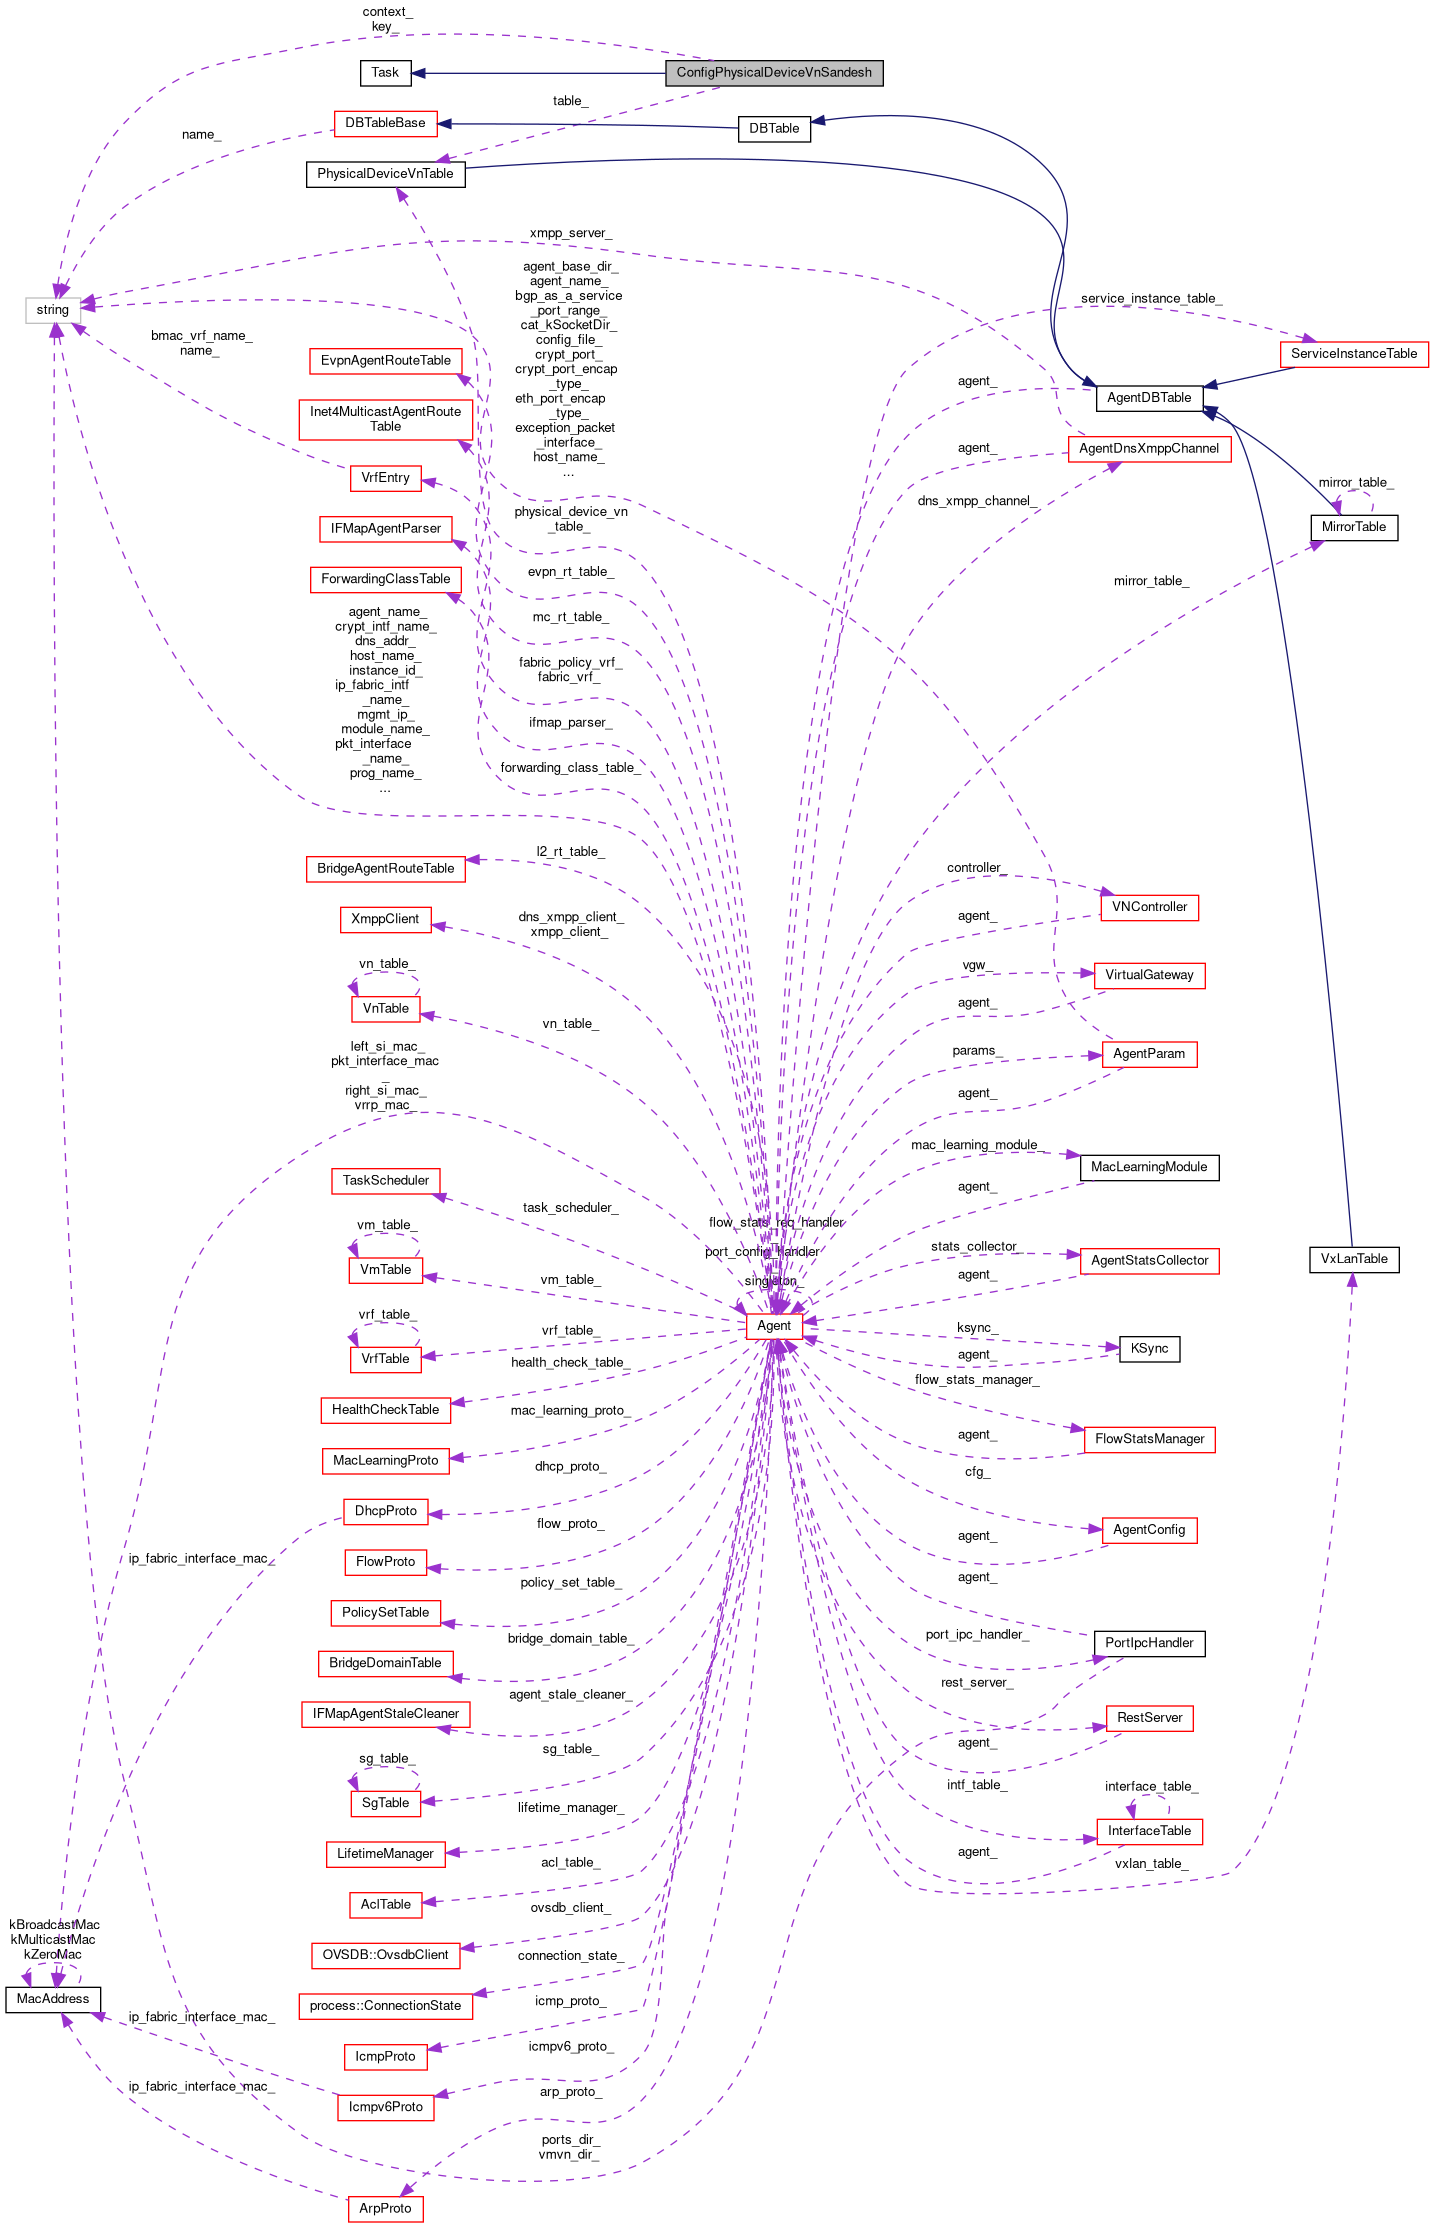 context_
key_
Task
ConfigPhysicalDeviceVnSandesh
table_
DBTableBase
DBTable
name_
PhysicalDeviceVnTable
xmpp_server_
agent_base_dir_
agent_name_
bgp_as_a_service
_port_range_
cat_kSocketDir_
config_file_
crypt_port_
crypt_port_encap
_type_
eth_port_encap
_type_
exception_packet
_interface_
host_name_
...
service_instance_table_
string
bmac_vrf_name_
name_
EvpnAgentRouteTable
ServiceInstanceTable
agent_
AgentDBTable
Inet4MulticastAgentRoute
Table
agent_
AgentDnsXmppChannel
VrfEntry
mirror_table_
dns_xmpp_channel_
physical_device_vn
_table_
IFMapAgentParser
MirrorTable
evpn_rt_table_
ForwardingClassTable
mirror_table_
agent_name_
crypt_intf_name_
dns_addr_
host_name_
instance_id_
ip_fabric_intf
_name_
mgmt_ip_
module_name_
pkt_interface
_name_
prog_name_
...
mc_rt_table_
fabric_policy_vrf_
fabric_vrf_
ifmap_parser_
forwarding_class_table_
l2_rt_table_
BridgeAgentRouteTable
controller_
VNController
XmppClient
dns_xmpp_client_
xmpp_client_
agent_
vn_table_
vgw_
VirtualGateway
VnTable
agent_
vn_table_
left_si_mac_
pkt_interface_mac
_
right_si_mac_
vrrp_mac_
params_
AgentParam
agent_
mac_learning_module_
MacLearningModule
TaskScheduler
agent_
task_scheduler_
vm_table_
flow_stats_req_handler
_
port_config_handler
_
singleton_
stats_collector_
AgentStatsCollector
VxLanTable
VmTable
vm_table_
agent_
vrf_table_
Agent
vrf_table_
ksync_
KSync
VrfTable
health_check_table_
agent_
flow_stats_manager_
HealthCheckTable
mac_learning_proto_
agent_
FlowStatsManager
MacLearningProto
dhcp_proto_
cfg_
DhcpProto
flow_proto_
AgentConfig
agent_
ip_fabric_interface_mac_
FlowProto
policy_set_table_
agent_
PolicySetTable
bridge_domain_table_
port_ipc_handler_
PortIpcHandler
BridgeDomainTable
agent_stale_cleaner_
rest_server_
IFMapAgentStaleCleaner
RestServer
sg_table_
sg_table_
agent_
SgTable
intf_table_
interface_table_
lifetime_manager_
InterfaceTable
LifetimeManager
acl_table_
agent_
vxlan_table_
AclTable
ovsdb_client_
kBroadcastMac
kMulticastMac
kZeroMac
OVSDB::OvsdbClient
connection_state_
MacAddress
process::ConnectionState
icmp_proto_
ip_fabric_interface_mac_
IcmpProto
icmpv6_proto_
ip_fabric_interface_mac_
Icmpv6Proto
arp_proto_
ports_dir_
vmvn_dir_
ArpProto